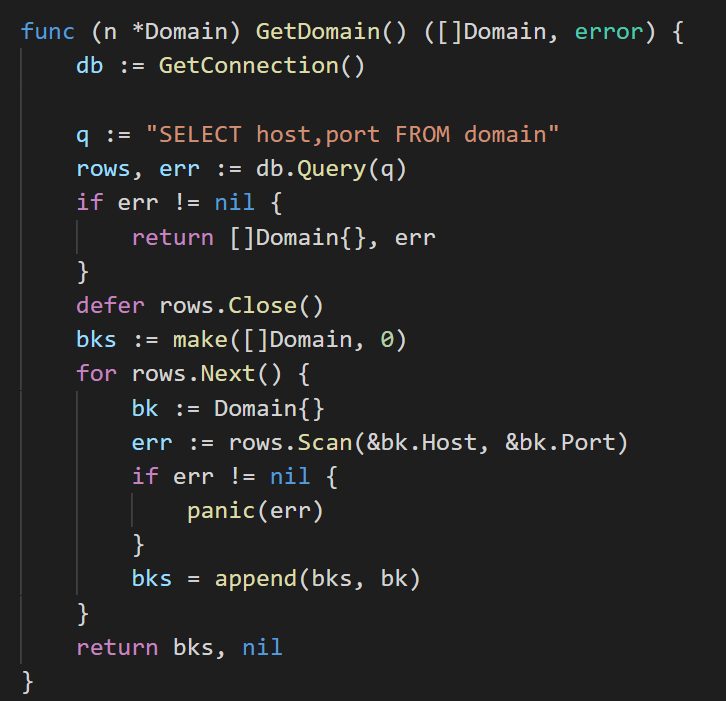 func (n *Domain) GetDomain() ([]Domain, error) {
    db := GetConnection()

    q := "SELECT host,port FROM domain"
    rows, err := db.Query(q)
    if err != nil {
        return []Domain{}, err
    }
    defer rows.Close()
    bks := make([]Domain, 0)
    for rows.Next() {
        bk := Domain{}
        err := rows.Scan(&bk.Host, &bk.Port)
        if err != nil {
            panic(err)
        }
        bks = append(bks, bk)
    }
    return bks, nil
}